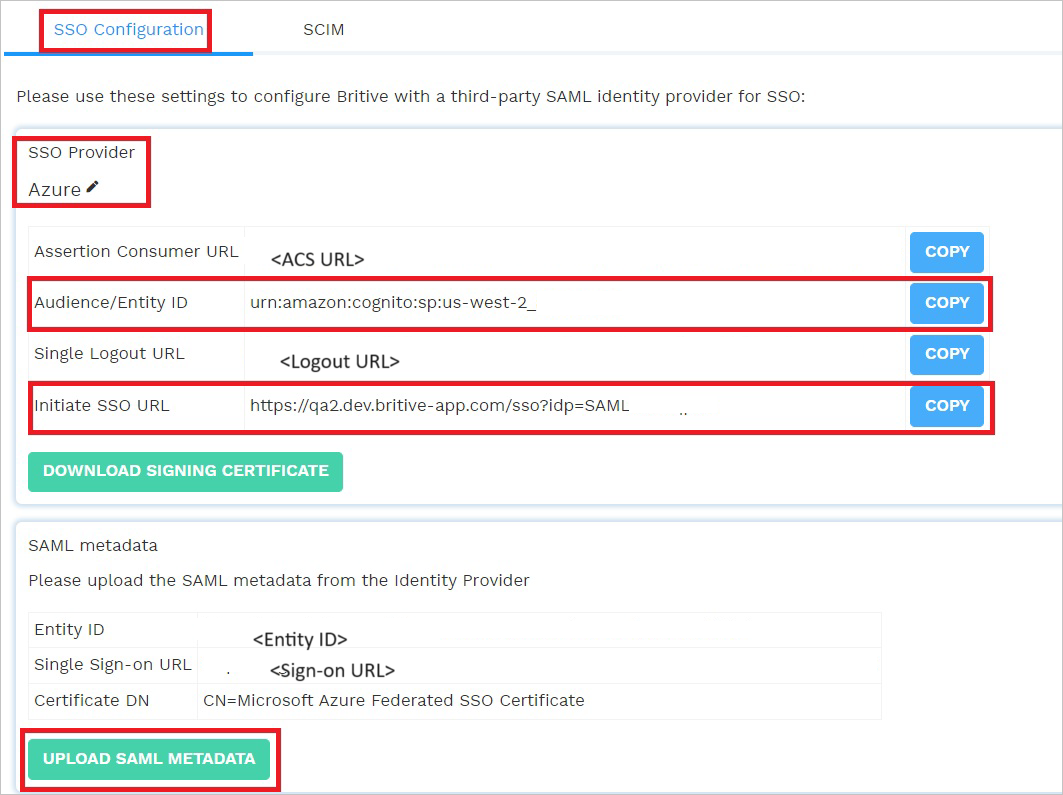 SSO Configuration SCIM
Please use these settings to configure Britive with a third-party SAML identity provider for SSO:
SSO Provider
Azure
Assertion Consumer URL <ACS URL> COPY
Audience/Entity ID urn:amazon:cognito:sp:us-west-2_ COPY
Single Logout URL <Logout URL> COPY
Initiate SSO URL https://qa2.dev.britive-app.com/sso?idp=SAML .. COPY
DOWNLOAD SIGNING CERTIFICATE
SAML metadata
Please upload the SAML metadata from the Identity Provider
Entity ID <Entity ID>
Single Sign-on URL . <Sign-on URL>
Certificate DN CN=Microsoft Azure Federated SSO Certificate
UPLOAD SAML METADATA